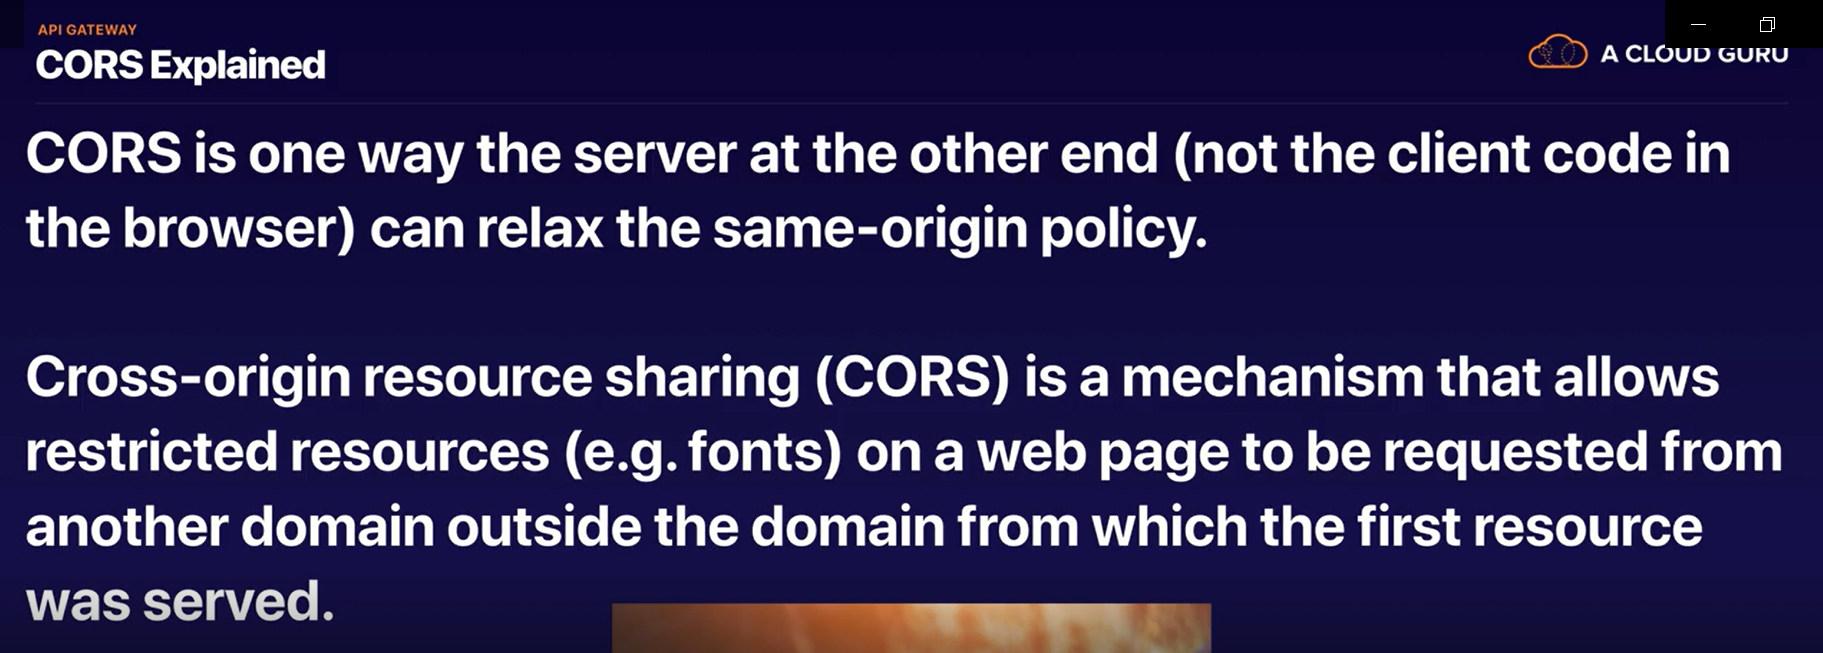 API GATEWAY
CORS Explained
A CLOUD GURU
CORS is one way the server at the other end (not the client code in
the browser) can relax the same-origin policy.
Cross-origin resource sharing (CORS) is a mechanism that allows
restricted resources (e.g. fonts) on a web page to be requested from
another domain outside the domain from which the first resource
was served.